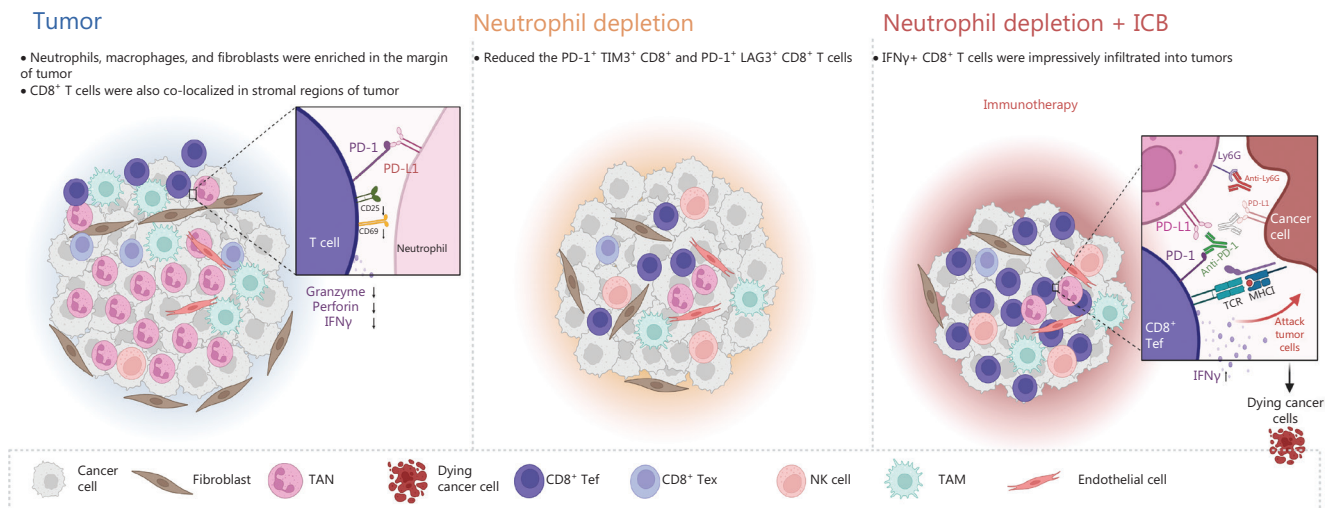 Tumor
• Neutrophils, macrophages, and fibroblasts were enriched in the margin
of tumor
• CD8⁺ T cells were also co-localized in stromal regions of tumor
PD-1
PD-L1
CD25
CD69
T cell
Neutrophil
Granzyme ↓
Perforin ↓
IFNγ ↓
Neutrophil depletion
• Reduced the PD-1⁺ TIM3⁺ CD8⁺ and PD-1⁺ LAG3⁺ CD8⁺ T cells
Neutrophil depletion + ICB
• IFNγ+ CD8⁺ T cells were impressively infiltrated into tumors
Immunotherapy
Ly6G
Anti-Ly6G
PD-L1
Cancer
cell
PD-L1
PD-1
Anti-PD-1
TCR
MHCI
CD8⁺
Tef
Attack
tumor
cells
IFNγ ↑
Dying cancer
cells
Cancer
cell
Fibroblast
TAN
Dying
cancer cell
CD8⁺ Tef
CD8⁺ Tex
NK cell
TAM
Endothelial cell